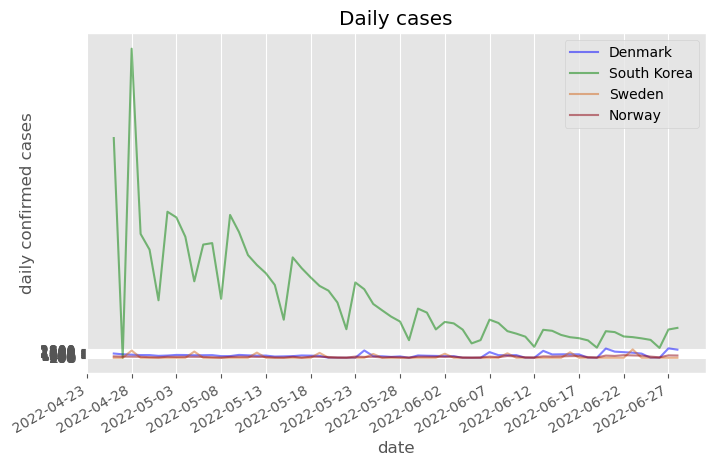 Daily cases
Denmark
South Korea
Sweden
Norway
daily confirmed cases
2022-04-23
2022-04-28
2022-05-03
2022-05-08
2022-05-13
2022-05-18
2022-05-23
2022-05-28
2022-06-02
2022-06-07
2022-06-12
2022-06-17
2022-06-22
2022-06-27
date